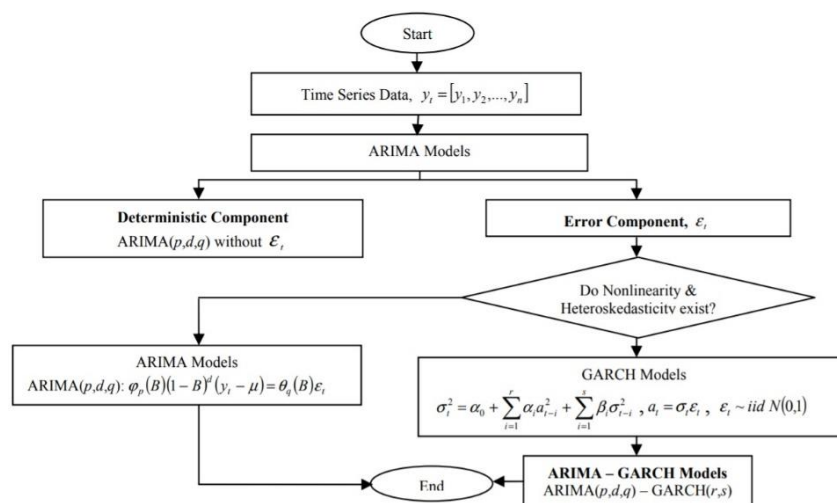 Start
Time Series Data, y_t = [y_1, y_2, ..., y_n]
ARIMA Models
Deterministic Component
ARIMA(p,d,q) without ε_t
Error Component, ε_t
Do Nonlinearity &
Heteroskedasticity exist?
ARIMA Models
ARIMA(p,d,q): φ_p(B)(1 − B)^d (y_t − μ) = θ_q(B)ε_t
GARCH Models
σ_t^2 = α_0 + ∑_{i=1}^{r} α_i a_{t−i}^2 + ∑_{i=1}^{s} β_i σ_{t−i}^2 , a_t = σ_t ε_t , ε_t ~ iid N(0,1)
ARIMA – GARCH Models
ARIMA(p,d,q) – GARCH(r,s)
End